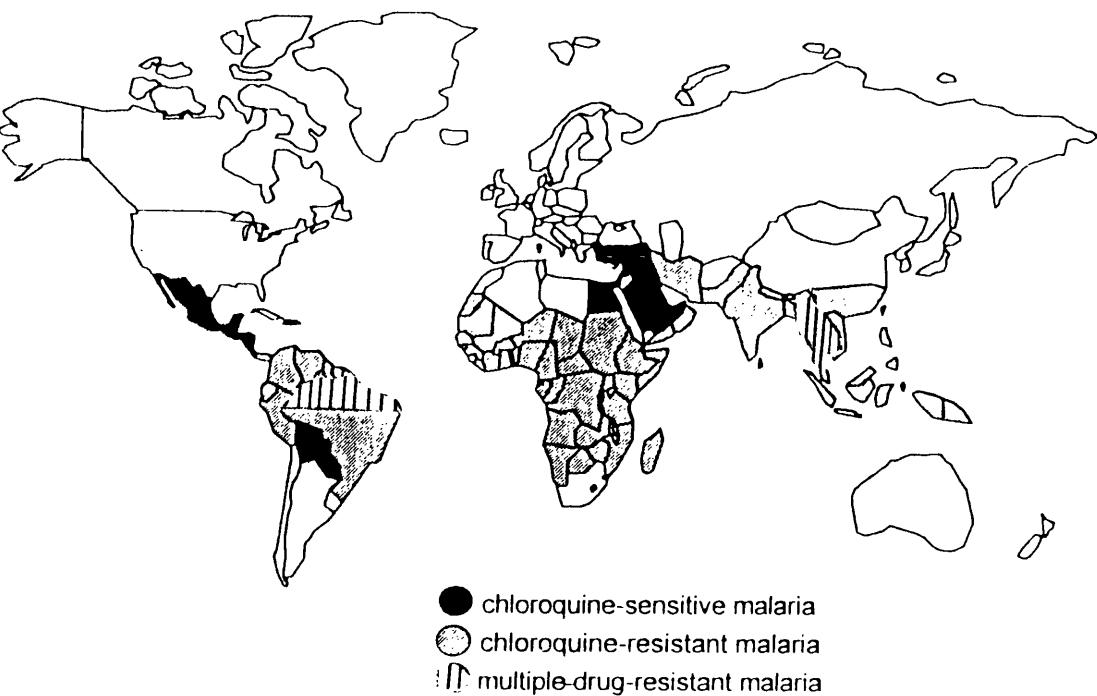 chloroquine-sensitive malaria
chloroquine-resistant malaria
multiple-drug-resistant malaria